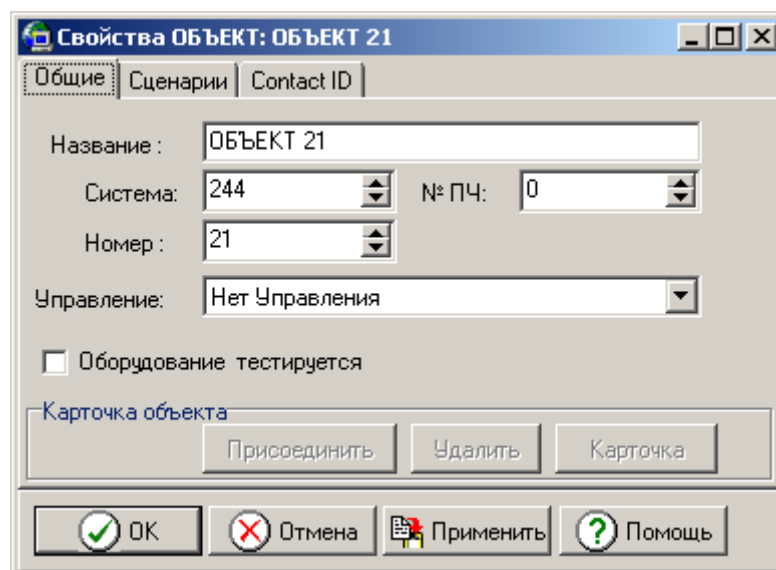 Свойства ОБЪЕКТ: ОБЪЕКТ 21
Общие Сценарии Contact ID
Название : ОБЪЕКТ 21
Система: 244 № ПЧ: 0
Номер : 21
Управление: Нет Управления
Оборудование тестируется
Карточка объекта
Присоединить Удалить Карточка
OK Отмена Применить Помощь